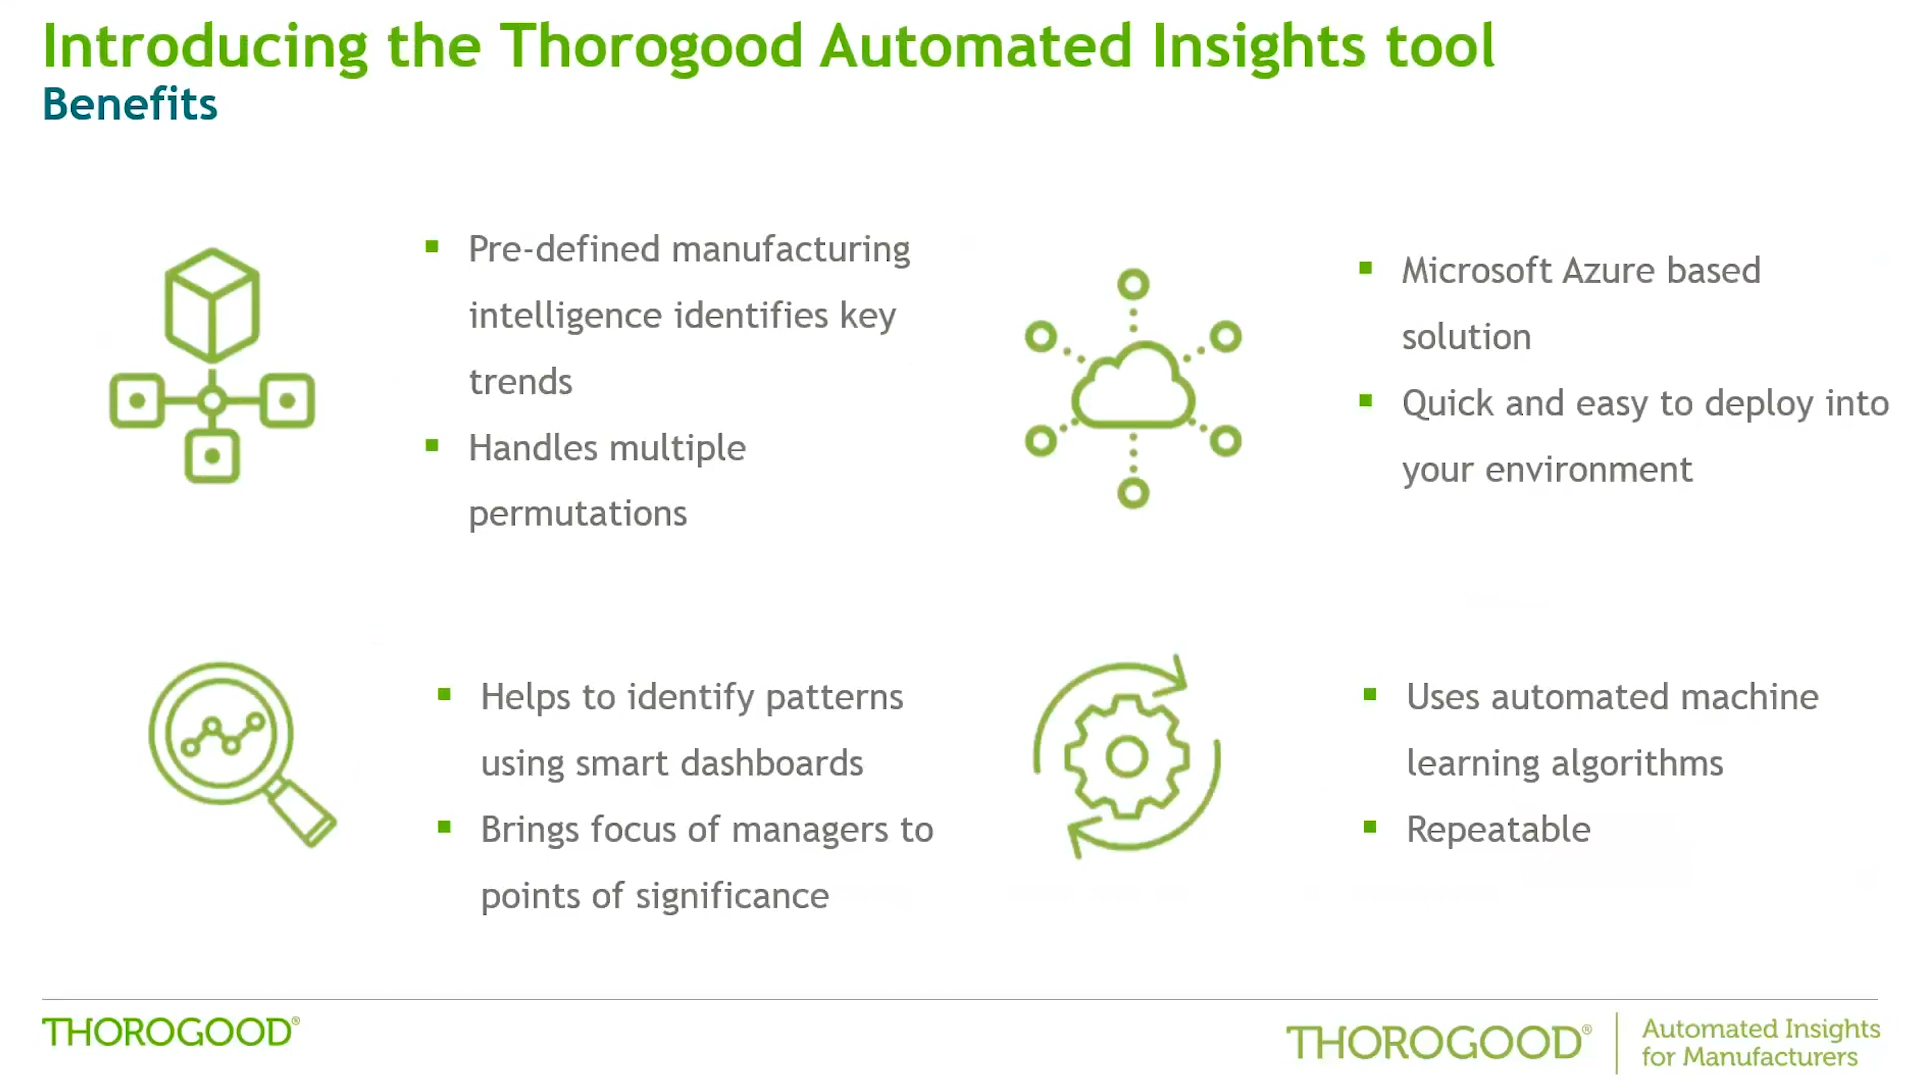 Introducing the Thorogood Automated Insights tool
Benefits
▪ Pre-defined manufacturing
intelligence identifies key
trends
▪ Handles multiple
permutations
▪ Microsoft Azure based
solution
▪ Quick and easy to deploy into
your environment
▪ Helps to identify patterns
using smart dashboards
▪ Brings focus of managers to
points of significance
▪ Uses automated machine
learning algorithms
▪ Repeatable
THOROGOOD®
THOROGOOD®
Automated Insights
for Manufacturers